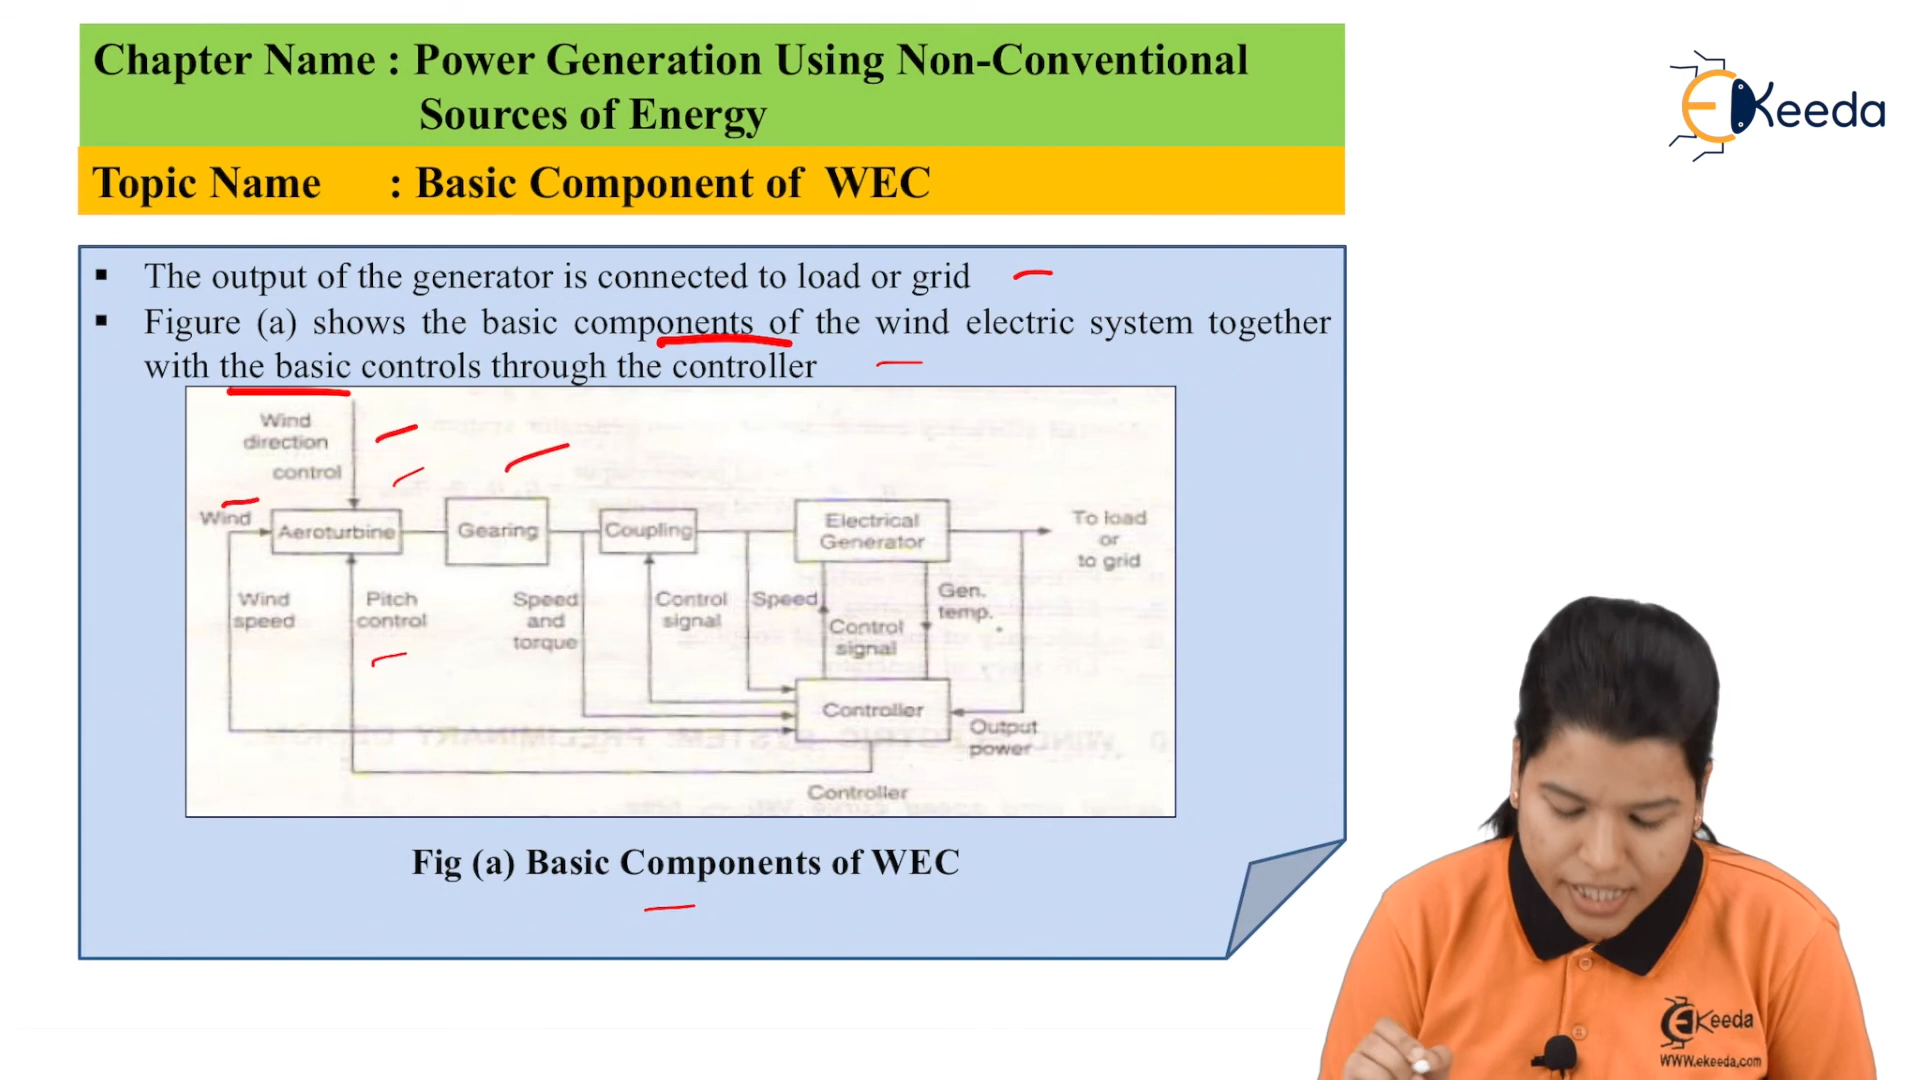 Chapter Name : Power Generation Using Non-Conventional
Sources of Energy
Topic Name : Basic Component of WEC
EKeeda
▪ The output of the generator is connected to load or grid
▪ Figure (a) shows the basic components of the wind electric system together
with the basic controls through the controller
Wind
direction
control
Wind
Aeroturbine
Gearing
Coupling
Electrical
Generator
To load
or
to grid
Wind
speed
Pitch
control
Speed
and
torque
Control
signal
Speed
Control
signal
Gen.
temp.
Controller
Output
power
Controller
Fig (a) Basic Components of WEC
EKeeda
WWW.ekeeda.com